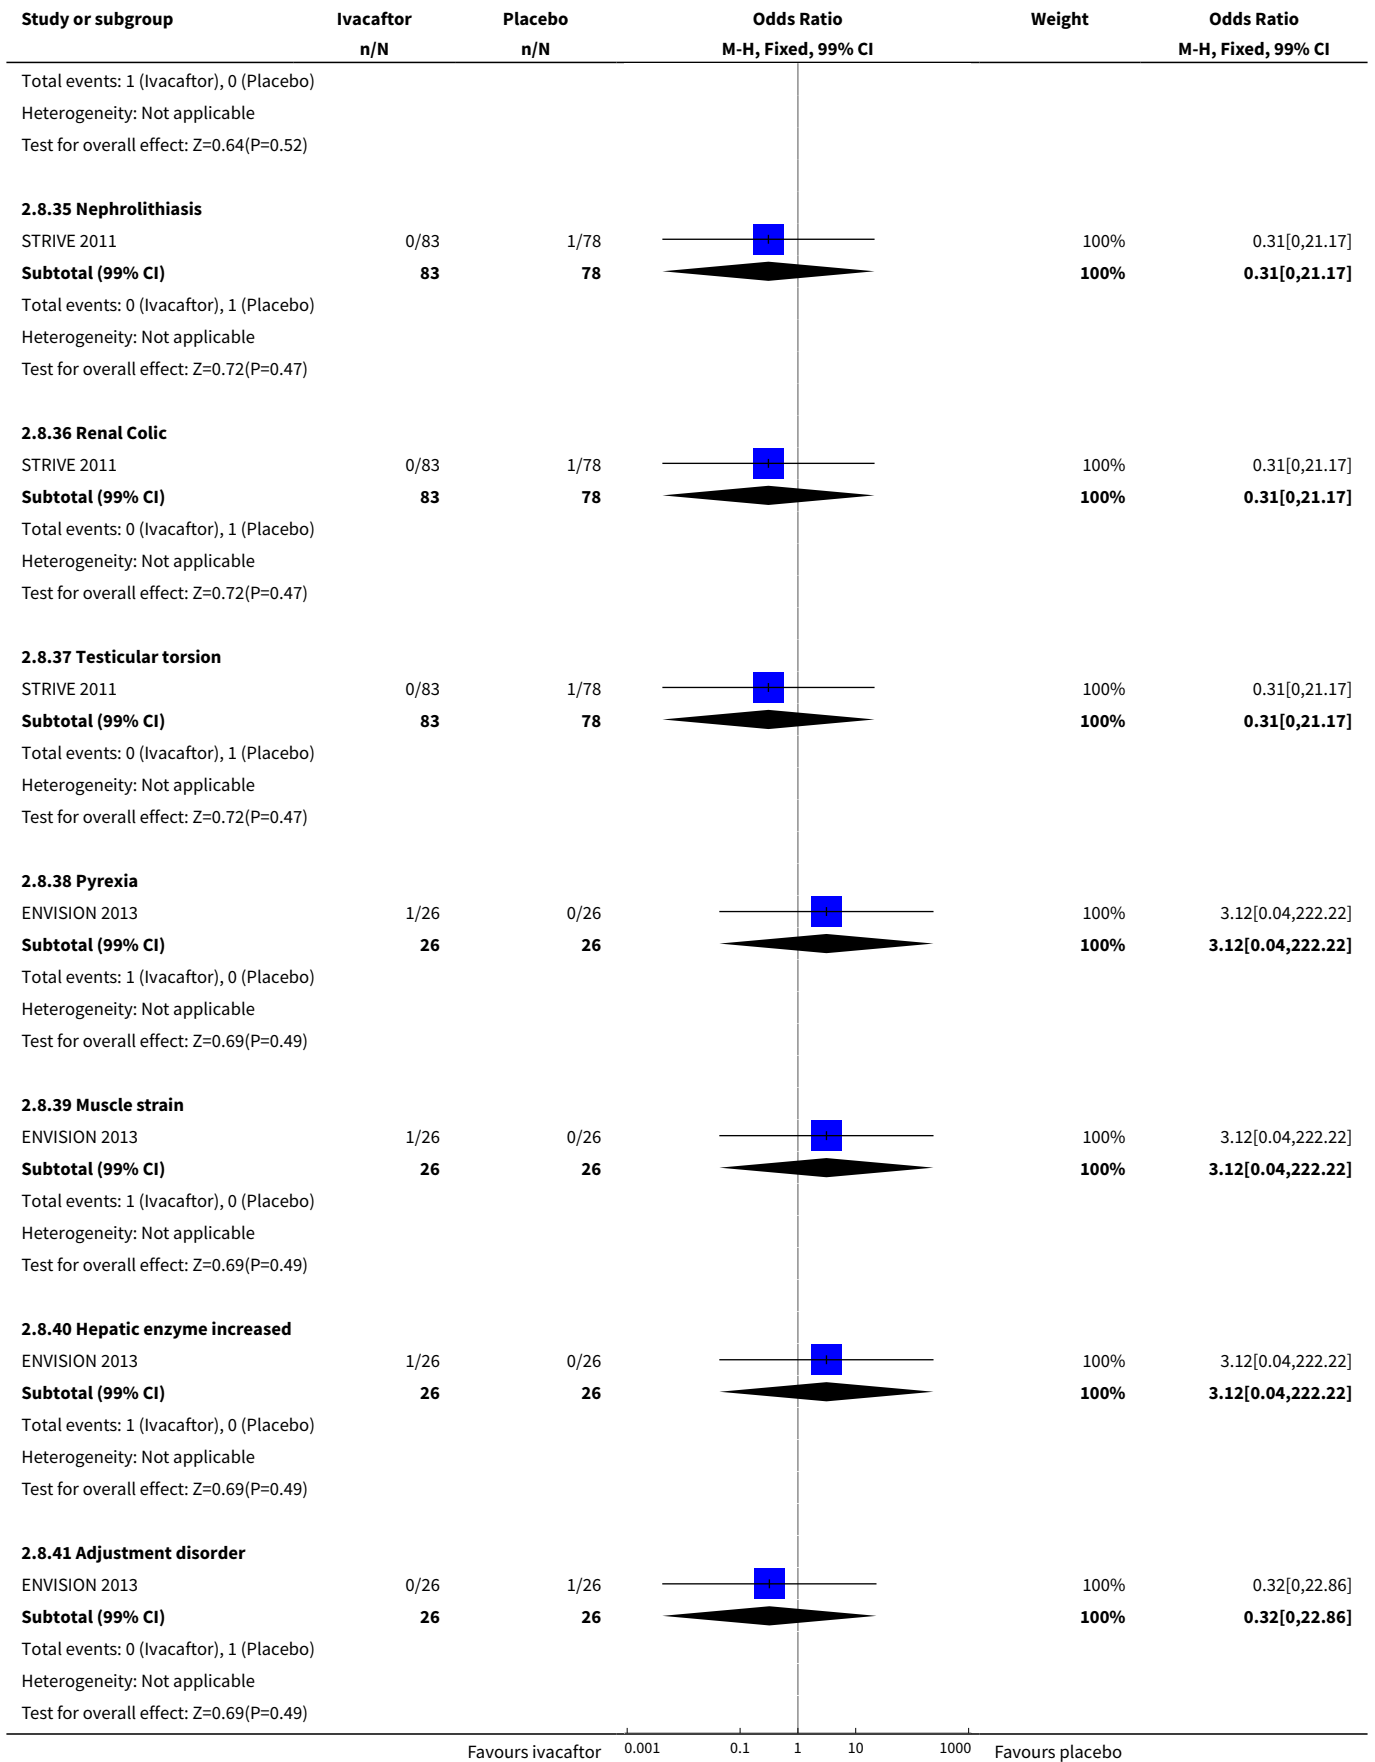 Study or subgroup Ivacaftor Placebo Odds Ratio Weight Odds Ratio
n/N n/N M-H, Fixed, 99% CI M-H, Fixed, 99% CI
Total events: 1 (Ivacaftor), 0 (Placebo)
Heterogeneity: Not applicable
Test for overall effect: Z=0.64(P=0.52)
2.8.35 Nephrolithiasis
STRIVE 2011 0/83 1/78 100% 0.31[0,21.17]
Subtotal (99% CI) 83 78 100% 0.31[0,21.17]
Total events: 0 (Ivacaftor), 1 (Placebo)
Heterogeneity: Not applicable
Test for overall effect: Z=0.72(P=0.47)
2.8.36 Renal Colic
STRIVE 2011 0/83 1/78 100% 0.31[0,21.17]
Subtotal (99% CI) 83 78 100% 0.31[0,21.17]
Total events: 0 (Ivacaftor), 1 (Placebo)
Heterogeneity: Not applicable
Test for overall effect: Z=0.72(P=0.47)
2.8.37 Testicular torsion
STRIVE 2011 0/83 1/78 100% 0.31[0,21.17]
Subtotal (99% CI) 83 78 100% 0.31[0,21.17]
Total events: 0 (Ivacaftor), 1 (Placebo)
Heterogeneity: Not applicable
Test for overall effect: Z=0.72(P=0.47)
2.8.38 Pyrexia
ENVISION 2013 1/26 0/26 100% 3.12[0.04,222.22]
Subtotal (99% CI) 26 26 100% 3.12[0.04,222.22]
Total events: 1 (Ivacaftor), 0 (Placebo)
Heterogeneity: Not applicable
Test for overall effect: Z=0.69(P=0.49)
2.8.39 Muscle strain
ENVISION 2013 1/26 0/26 100% 3.12[0.04,222.22]
Subtotal (99% CI) 26 26 100% 3.12[0.04,222.22]
Total events: 1 (Ivacaftor), 0 (Placebo)
Heterogeneity: Not applicable
Test for overall effect: Z=0.69(P=0.49)
2.8.40 Hepatic enzyme increased
ENVISION 2013 1/26 0/26 100% 3.12[0.04,222.22]
Subtotal (99% CI) 26 26 100% 3.12[0.04,222.22]
Total events: 1 (Ivacaftor), 0 (Placebo)
Heterogeneity: Not applicable
Test for overall effect: Z=0.69(P=0.49)
2.8.41 Adjustment disorder
ENVISION 2013 0/26 1/26 100% 0.32[0,22.86]
Subtotal (99% CI) 26 26 100% 0.32[0,22.86]
Total events: 0 (Ivacaftor), 1 (Placebo)
Heterogeneity: Not applicable
Test for overall effect: Z=0.69(P=0.49)
Favours ivacaftor 0.001 0.1 1 10 1000 Favours placebo